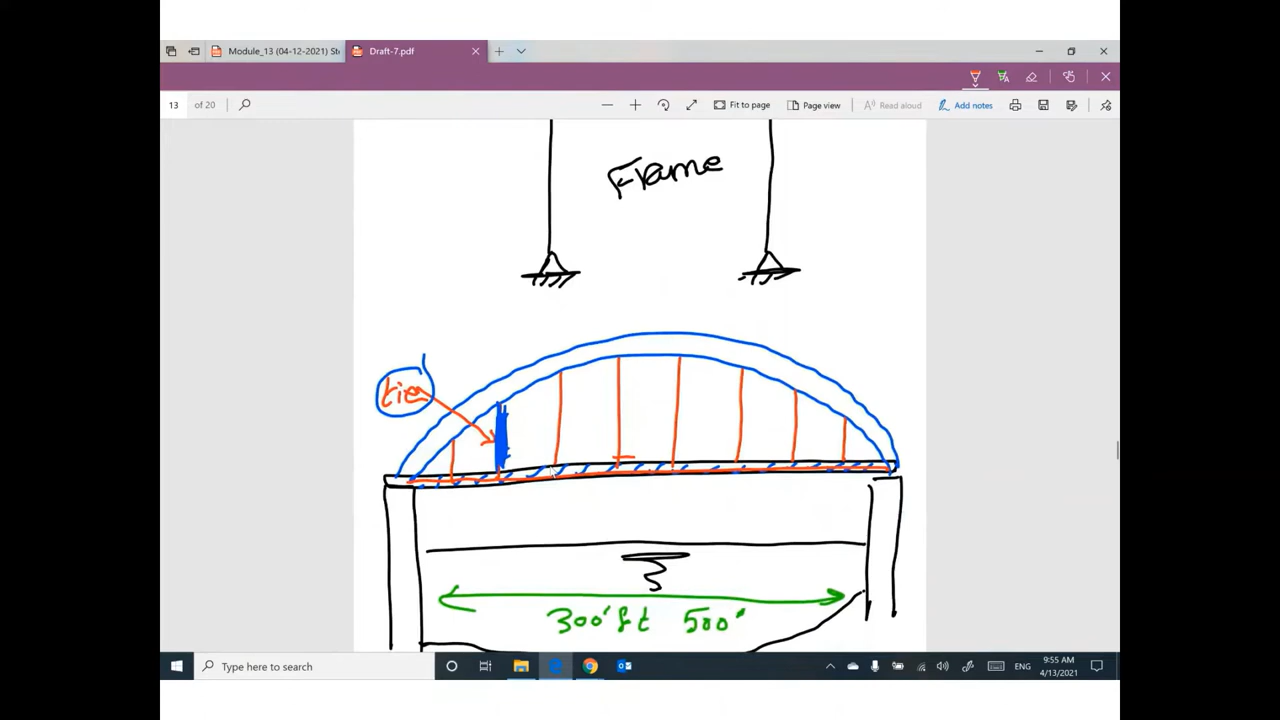 Module_13 (04-12-2021) St
Draft-7.pdf
13 of 20
Fit to page
Page view
Read aloud
Add notes
Frame
tie
300' ft 500'
Type here to search
ENG
9:55 AM
4/13/2021